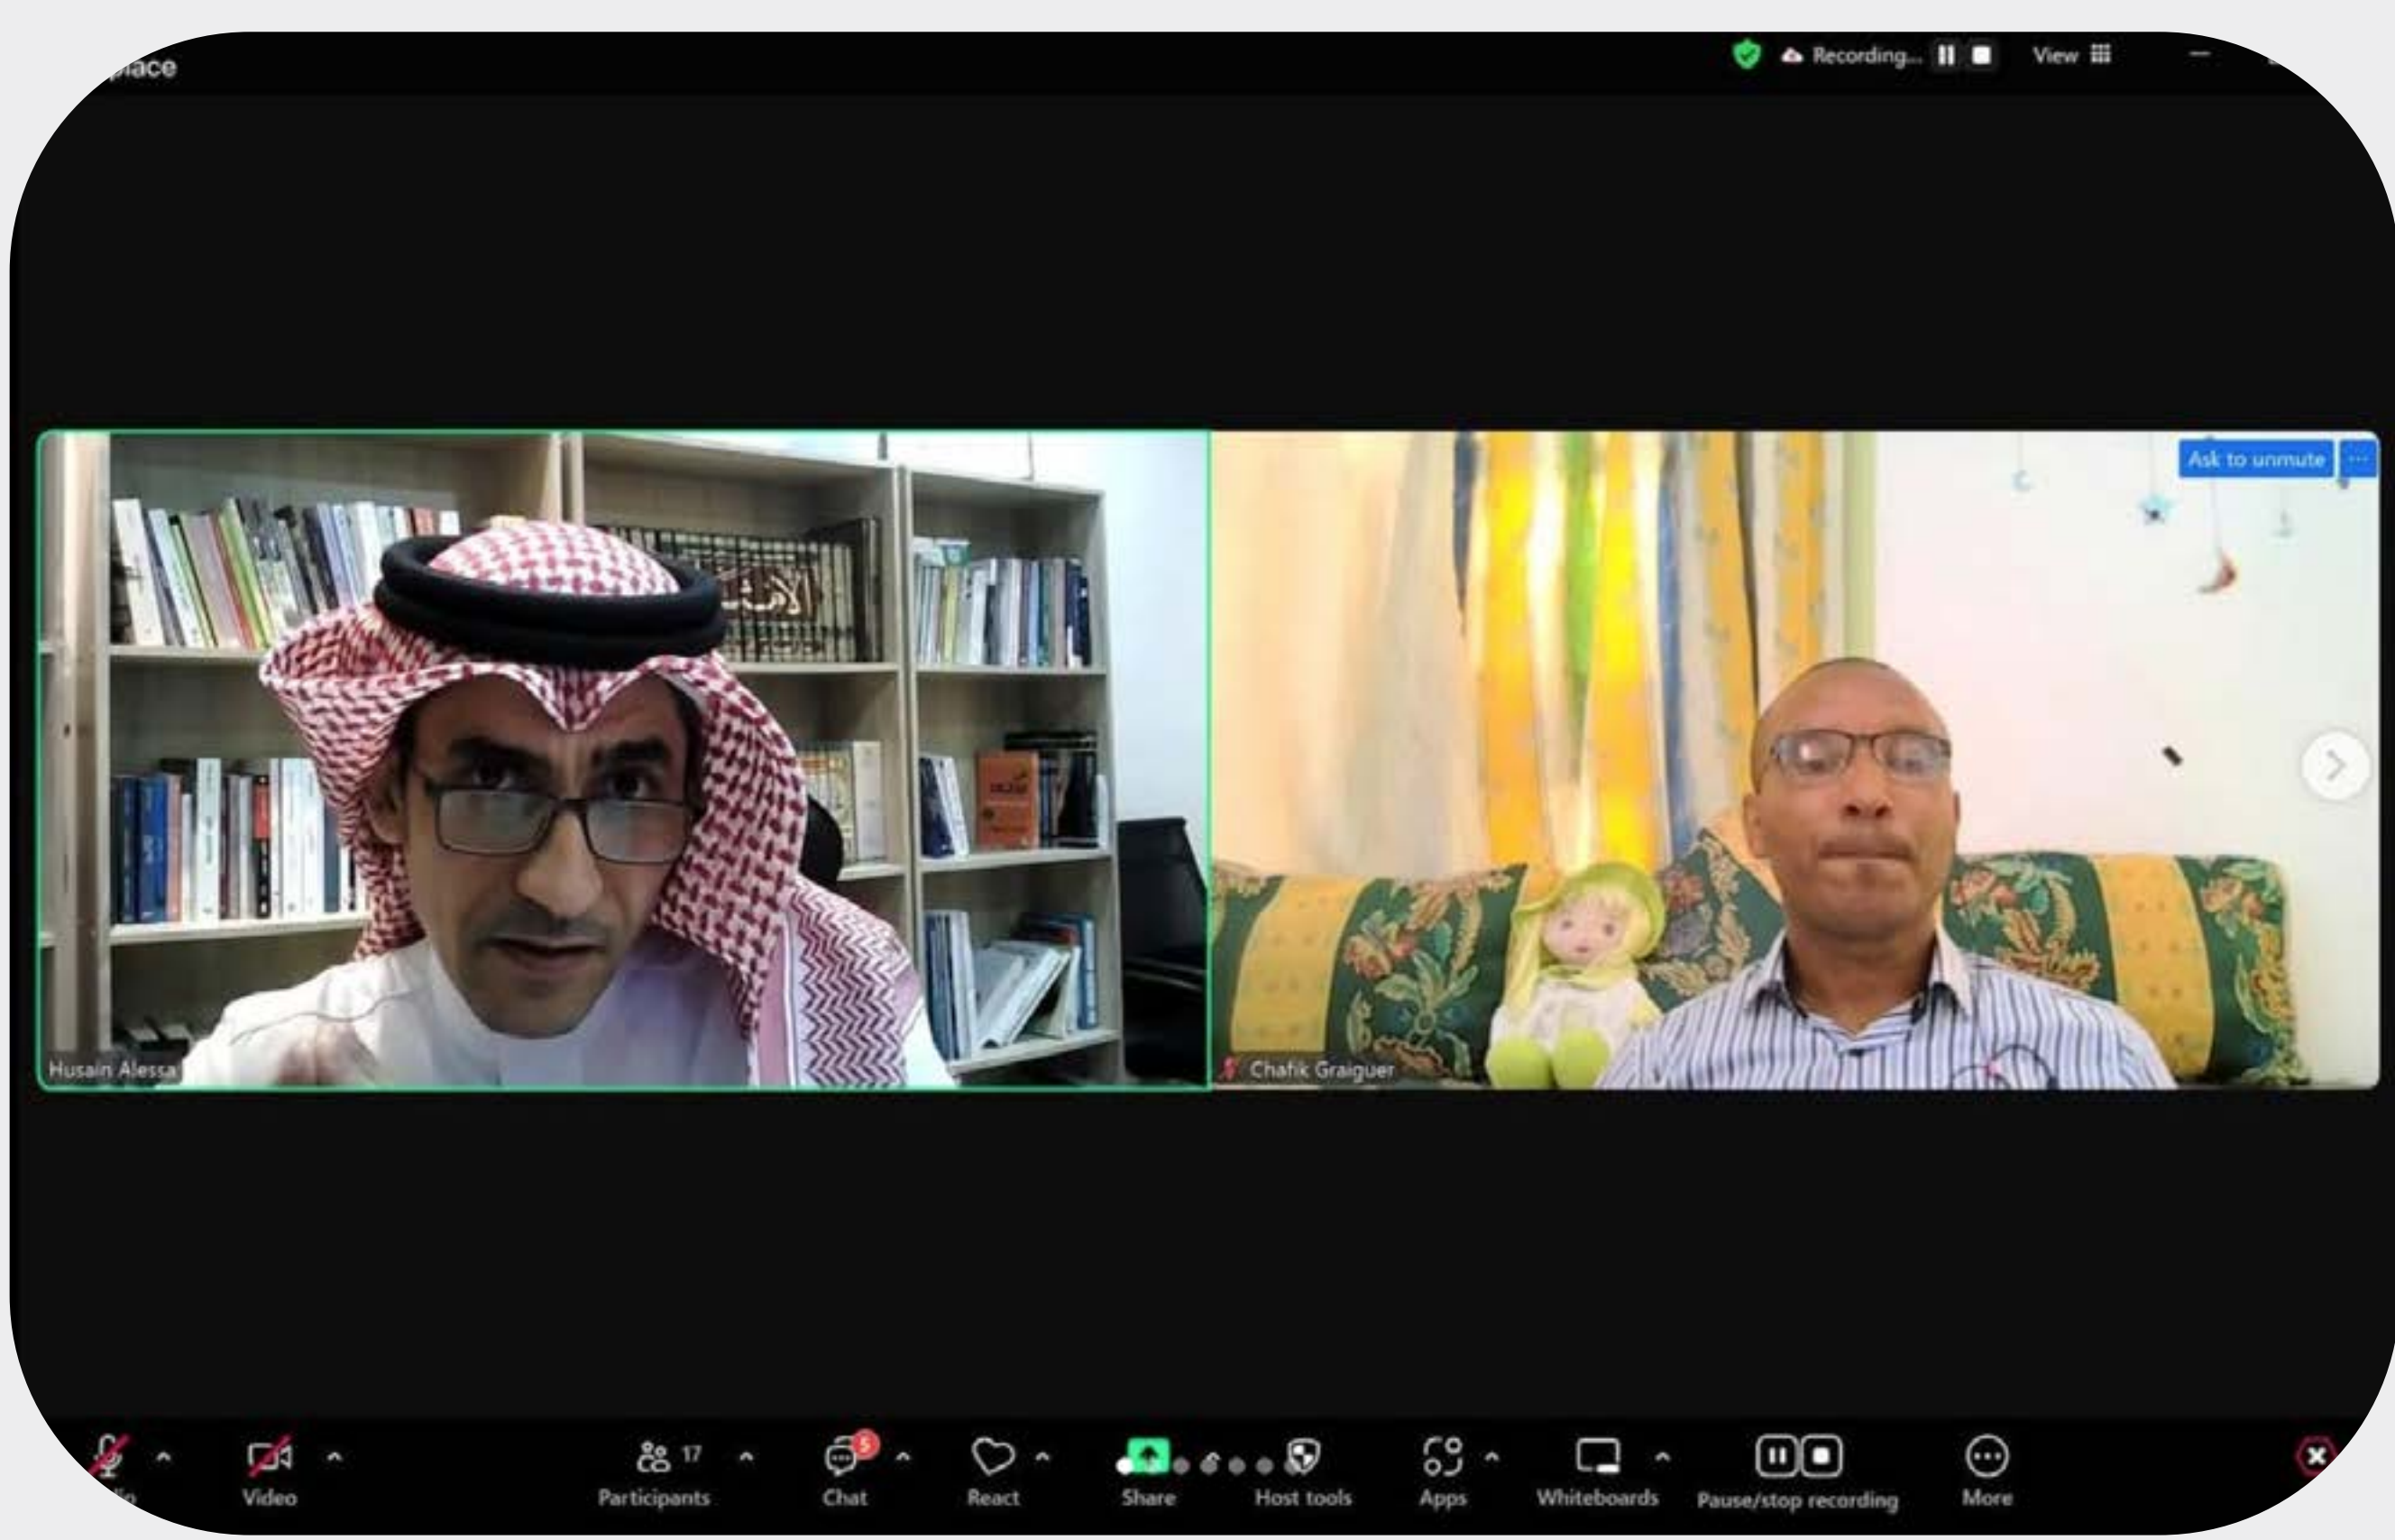 Recording...
View
Ask to unmute
Husain Alessa
Chafik Graiguer
17
5
Video
Participants
Chat
React
Share
Host tools
Apps
Whiteboards
Pause/stop recording
More